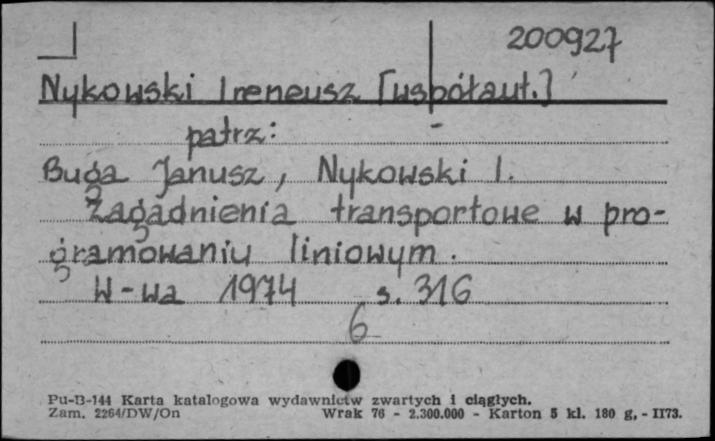 200927
Nykowski Ireneusz [współaut.]
patrz:
Buga Janusz, Nykowski I.
Zagadnienia transportowe w pro-
gramowaniu liniowym.
W-wa 1974 s. 316
6
Pu-B-144 Karta katalogowa wydawnictw zwartych i ciągłych.
Zam. 2264/DW/On Wrak 76 - 2.300.000 - Karton 5 kl. 180 g, - II73.